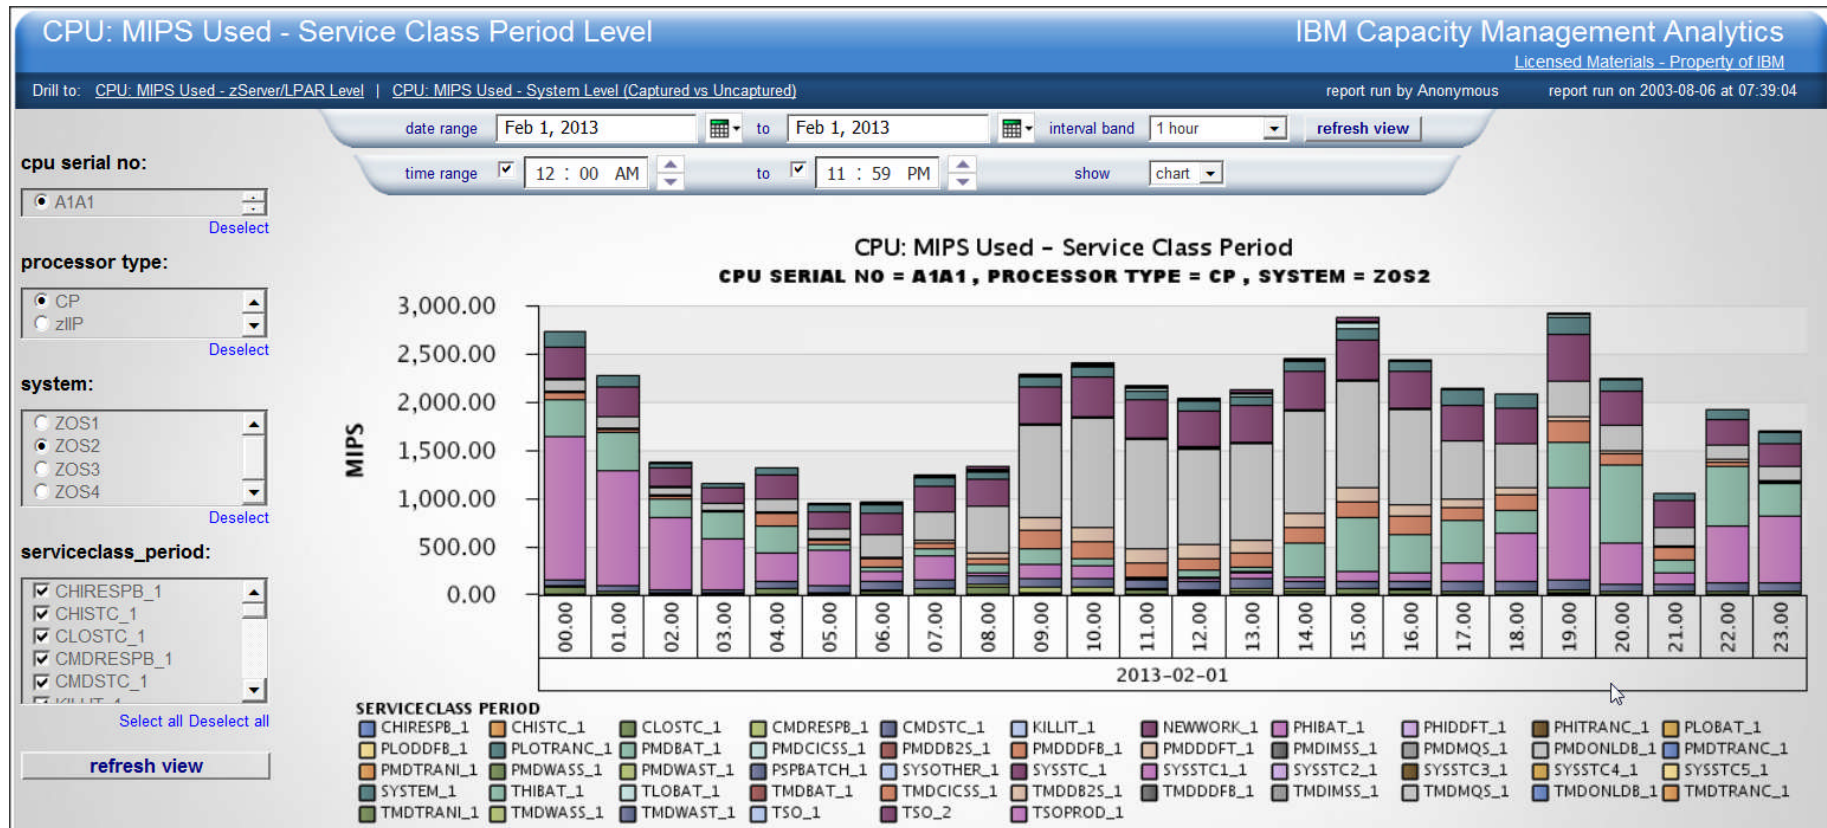 CPU: MIPS Used - Service Class Period Level
IBM Capacity Management Analytics
Licensed Materials - Property of IBM
Drill to: CPU: MIPS Used - zServer/LPAR Level | CPU: MIPS Used - System Level (Captured vs Uncaptured)
report run by Anonymous report run on 2003-08-06 at 07:39:04
date range Feb 1, 2013 to Feb 1, 2013 interval band 1 hour refresh view
time range 12 : 00 AM to 11 : 59 PM show chart
cpu serial no:
A1A1
Deselect
processor type:
CP
zIIP
Deselect
system:
ZOS1
ZOS2
ZOS3
ZOS4
Deselect
serviceclass_period:
CHIRESPB_1
CHISTC_1
CLOSTC_1
CMDRESPB_1
CMDSTC_1
Select all Deselect all
refresh view
CPU: MIPS Used - Service Class Period
CPU SERIAL NO = A1A1 , PROCESSOR TYPE = CP , SYSTEM = ZOS2
MIPS
3,000.00
2,500.00
2,000.00
1,500.00
1,000.00
500.00
0.00
00.00 01.00 02.00 03.00 04.00 05.00 06.00 07.00 08.00 09.00 10.00 11.00 12.00 13.00 14.00 15.00 16.00 17.00 18.00 19.00 20.00 21.00 22.00 23.00
2013-02-01
SERVICECLASS PERIOD
CHIRESPB_1 CHISTC_1 CLOSTC_1 CMDRESPB_1 CMDSTC_1 KILLIT_1 NEWWORK_1 PHIBAT_1 PHIDDFT_1 PHITRANC_1 PLOBAT_1
PLODDFB_1 PLOTRANC_1 PMDBAT_1 PMDCICSS_1 PMDDB2S_1 PMDDDFB_1 PMDDDFT_1 PMDIMSS_1 PMDMQS_1 PMDONLDB_1 PMDTRANC_1
PMDTRANI_1 PMDWASS_1 PMDWAST_1 PSPBATCH_1 SYSOTHER_1 SYSSTC_1 SYSSTC1_1 SYSSTC2_1 SYSSTC3_1 SYSSTC4_1 SYSSTC5_1
SYSTEM_1 THIBAT_1 TLOBAT_1 TMDBAT_1 TMDCICSS_1 TMDDB2S_1 TMDDDFB_1 TMDIMSS_1 TMDMQS_1 TMDONLDB_1 TMDTRANC_1
TMDTRANI_1 TMDWASS_1 TMDWAST_1 TSO_1 TSO_2 TSOPROD_1